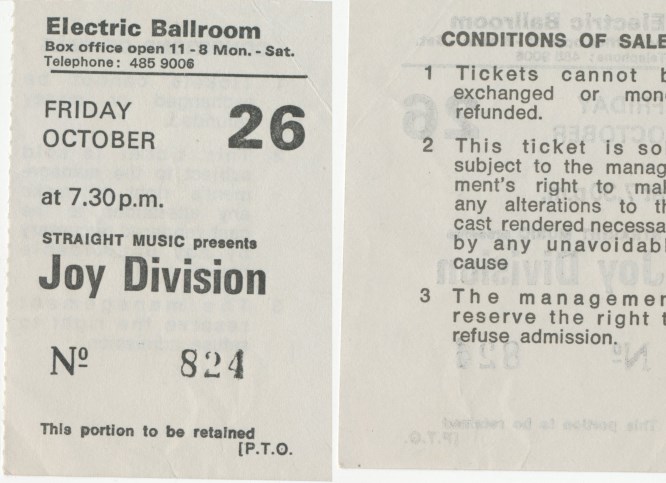 Electric Ballroom
Box office open 11 - 8 Mon. - Sat.
Telephone: 485 9006
FRIDAY
OCTOBER 26
at 7.30 p.m.
STRAIGHT MUSIC presents
Joy Division
Nº 824
This portion to be retained
[P.T.O.
CONDITIONS OF SALE
1 Tickets cannot b
exchanged or mon
refunded.
2 This ticket is so
subject to the manag
ment's right to mak
any alterations to th
cast rendered necessa
by any unavoidabl
cause
3 The managemen
reserve the right t
refuse admission.